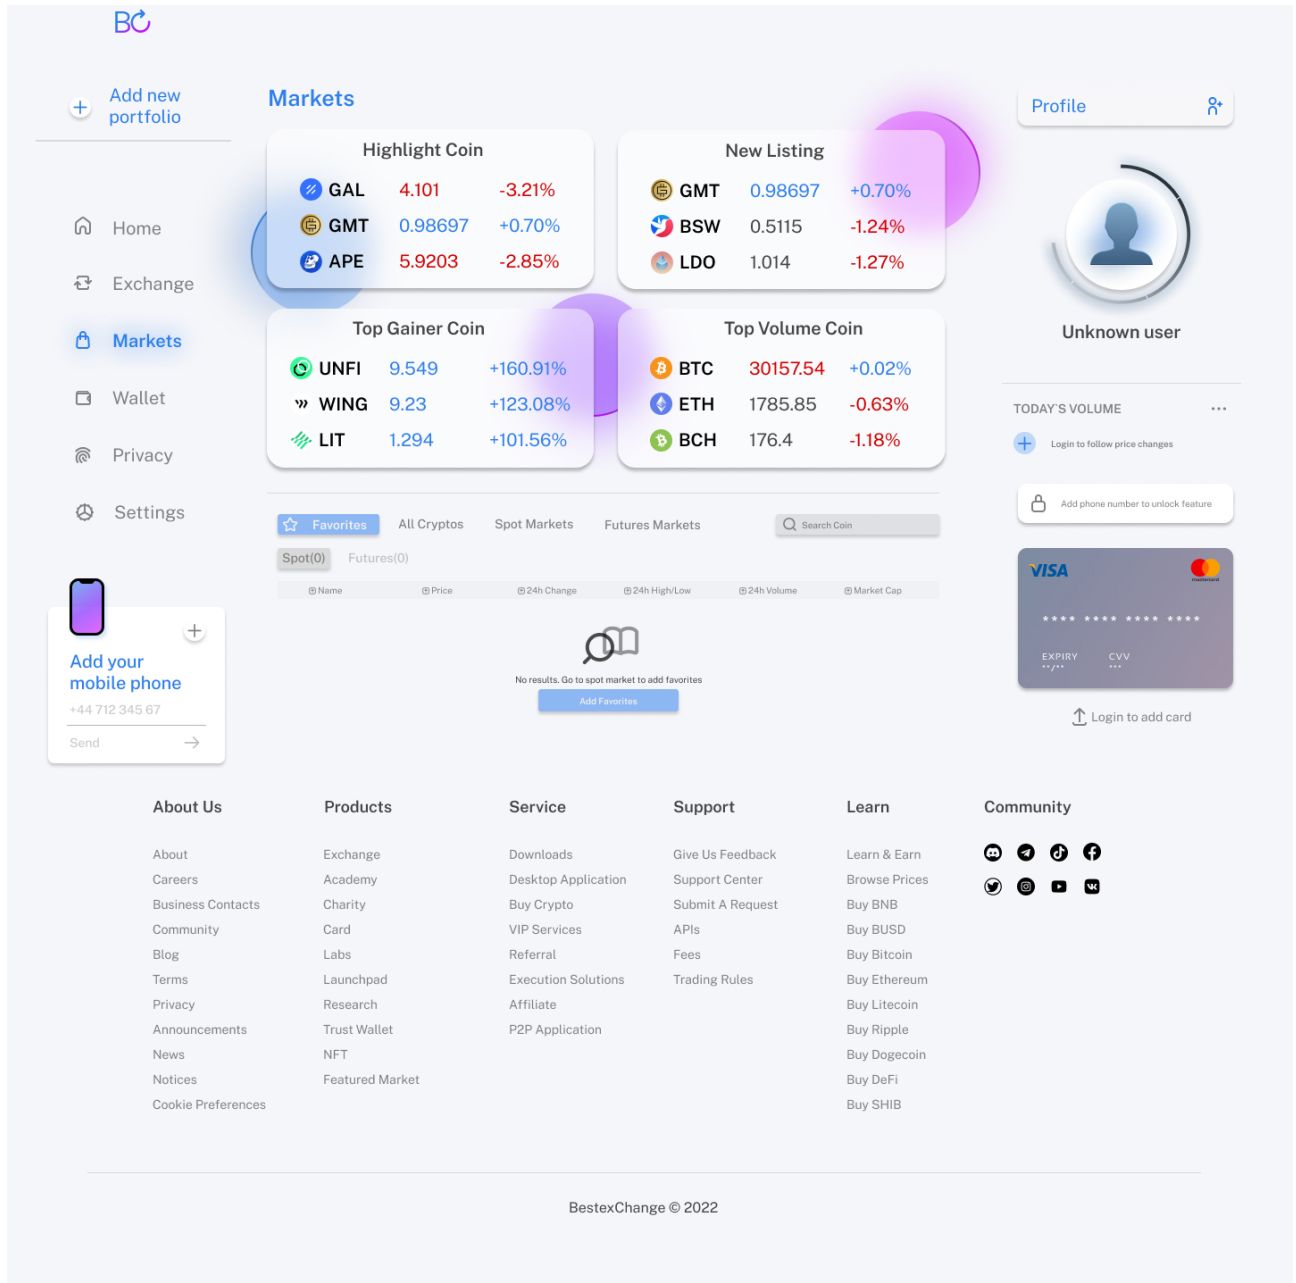 BC
Add new
portfolio
Home
Exchange
Markets
Wallet
Privacy
Settings
Add your
mobile phone
+44 712 345 67
Send
Markets
Highlight Coin
GAL 4.101 -3.21%
GMT 0.98697 +0.70%
APE 5.9203 -2.85%
New Listing
GMT 0.98697 +0.70%
BSW 0.5115 -1.24%
LDO 1.014 -1.27%
Top Gainer Coin
UNFI 9.549 +160.91%
WING 9.23 +123.08%
LIT 1.294 +101.56%
Top Volume Coin
BTC 30157.54 +0.02%
ETH 1785.85 -0.63%
BCH 176.4 -1.18%
Favorites All Cryptos Spot Markets Futures Markets Search Coin
Spot(0) Futures(0)
Name Price 24h Change 24h High/Low 24h Volume Market Cap
No results. Go to spot market to add favorites
Add Favorites
Profile
Unknown user
TODAY`S VOLUME
Login to follow price changes
Add phone number to unlock feature
VISA
mastercard
**** **** **** ****
EXPIRY CVV
**/** ***
Login to add card
About Us
About
Careers
Business Contacts
Community
Blog
Terms
Privacy
Announcements
News
Notices
Cookie Preferences
Products
Exchange
Academy
Charity
Card
Labs
Launchpad
Research
Trust Wallet
NFT
Featured Market
Service
Downloads
Desktop Application
Buy Crypto
VIP Services
Referral
Execution Solutions
Affiliate
P2P Application
Support
Give Us Feedback
Support Center
Submit A Request
APIs
Fees
Trading Rules
Learn
Learn & Earn
Browse Prices
Buy BNB
Buy BUSD
Buy Bitcoin
Buy Ethereum
Buy Litecoin
Buy Ripple
Buy Dogecoin
Buy DeFi
Buy SHIB
Community
BestexChange © 2022